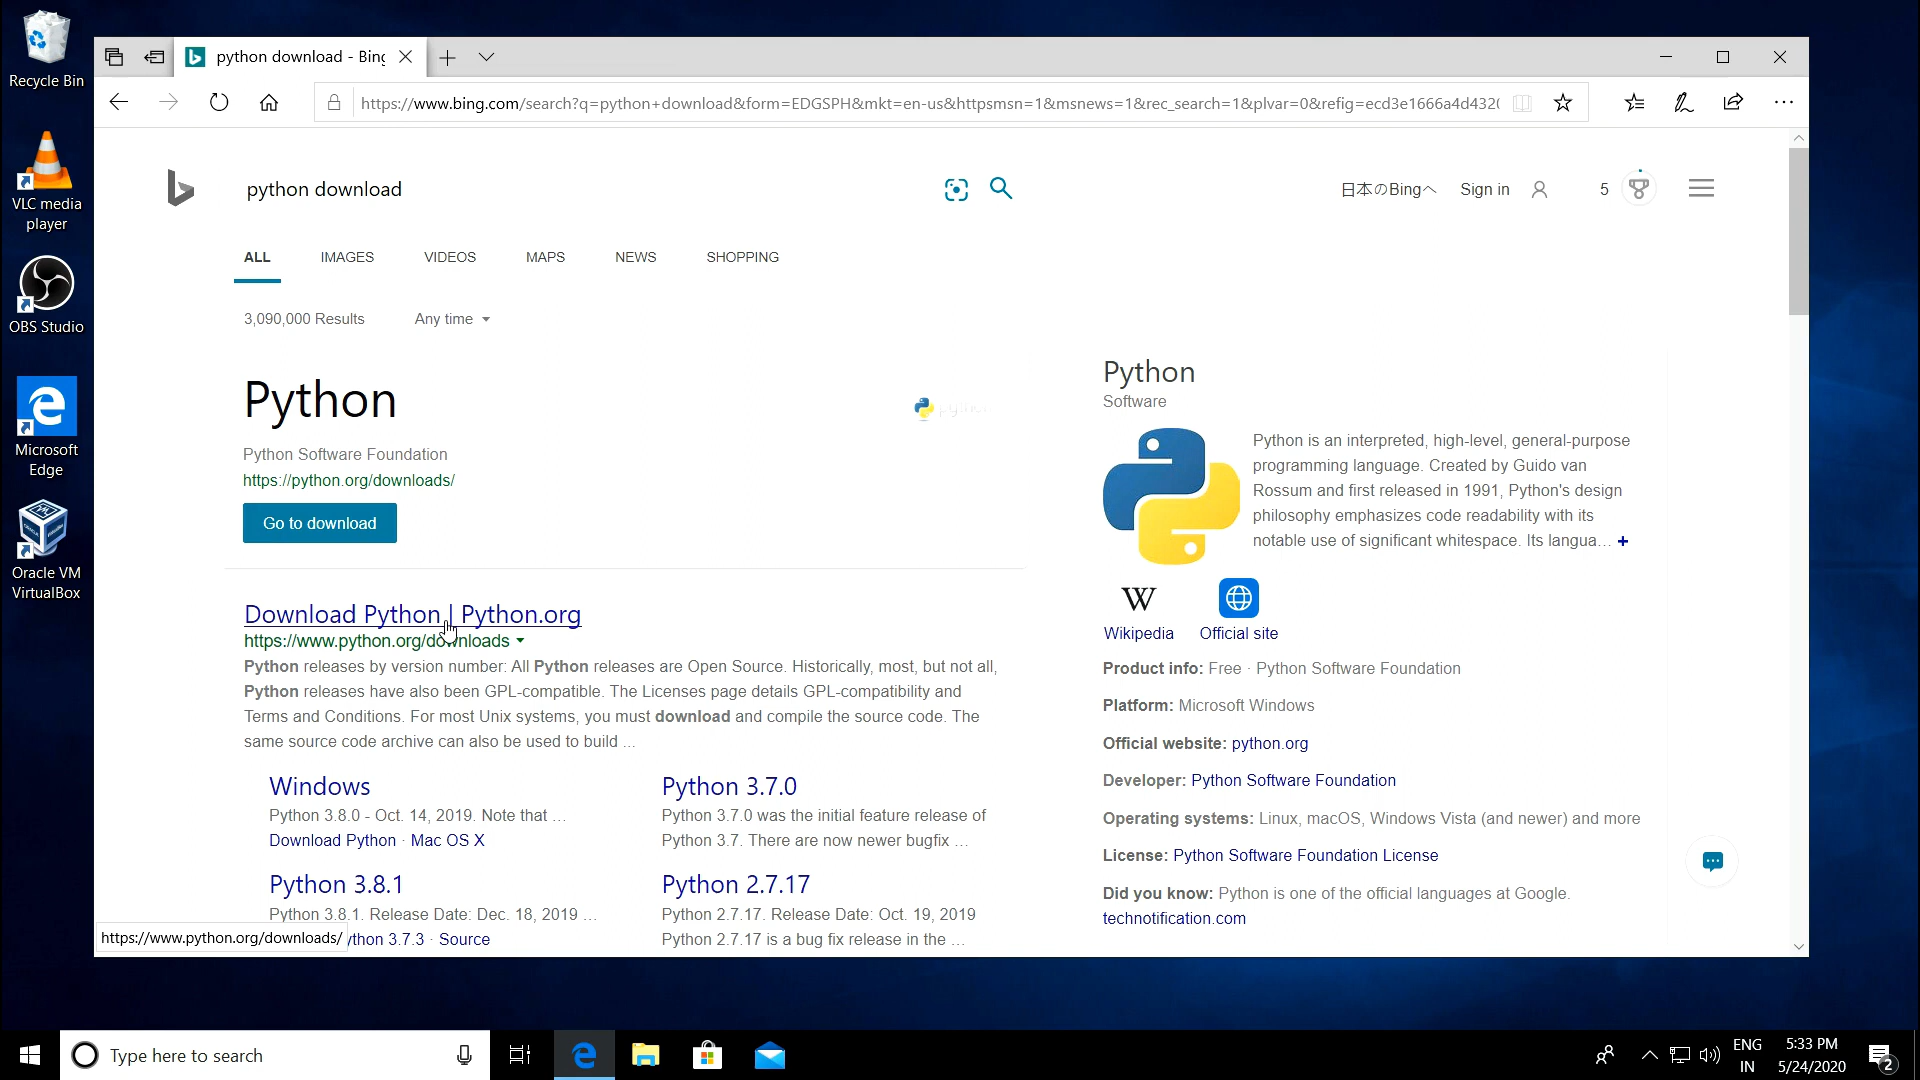 Recycle Bin
VLC media
player
OBS Studio
Microsoft
Edge
Oracle VM
VirtualBox
python download - Bing
https://www.bing.com/search?q=python+download&form=EDGSPH&mkt=en-us&httpsmsn=1&msnews=1&rec_search=1&plvar=0&refig=ecd3e1666a4d432(
python download
日本のBingへ
Sign in
5
ALL IMAGES VIDEOS MAPS NEWS SHOPPING
3,090,000 Results
Any time
Python
Python Software Foundation
https://python.org/downloads/
Go to download
Download Python | Python.org
https://www.python.org/downloads
Python releases by version number: All Python releases are Open Source. Historically, most, but not all,
Python releases have also been GPL-compatible. The Licenses page details GPL-compatibility and
Terms and Conditions. For most Unix systems, you must download and compile the source code. The
same source code archive can also be used to build ...
Windows
Python 3.8.0 - Oct. 14, 2019. Note that ...
Download Python · Mac OS X
Python 3.7.0
Python 3.7.0 was the initial feature release of
Python 3.7. There are now newer bugfix ...
Python 3.8.1
Python 3.8.1. Release Date: Dec. 18, 2019 ...
ython 3.7.3 · Source
Python 2.7.17
Python 2.7.17. Release Date: Oct. 19, 2019
Python 2.7.17 is a bug fix release in the ...
https://www.python.org/downloads/
Python
Software
Python is an interpreted, high-level, general-purpose
programming language. Created by Guido van
Rossum and first released in 1991, Python's design
philosophy emphasizes code readability with its
notable use of significant whitespace. Its langua... +
W
Wikipedia
Official site
Product info: Free · Python Software Foundation
Platform: Microsoft Windows
Official website: python.org
Developer: Python Software Foundation
Operating systems: Linux, macOS, Windows Vista (and newer) and more
License: Python Software Foundation License
Did you know: Python is one of the official languages at Google.
technotification.com
Type here to search
ENG
IN
5:33 PM
5/24/2020
2